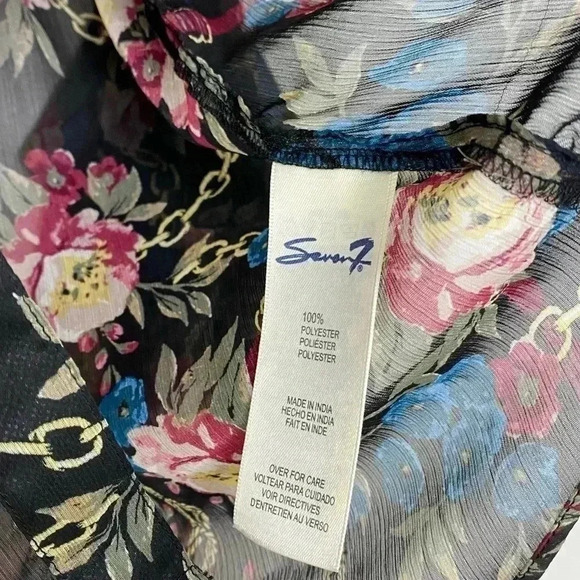 Seven7®
100%
POLYESTER
POLIÉSTER
POLYESTER
MADE IN INDIA
HECHO EN INDIA
FAIT EN INDE
OVER FOR CARE
VOLTEAR PARA CUIDADO
VOIR DIRECTIVES
D'ENTRETIEN AU VERSO